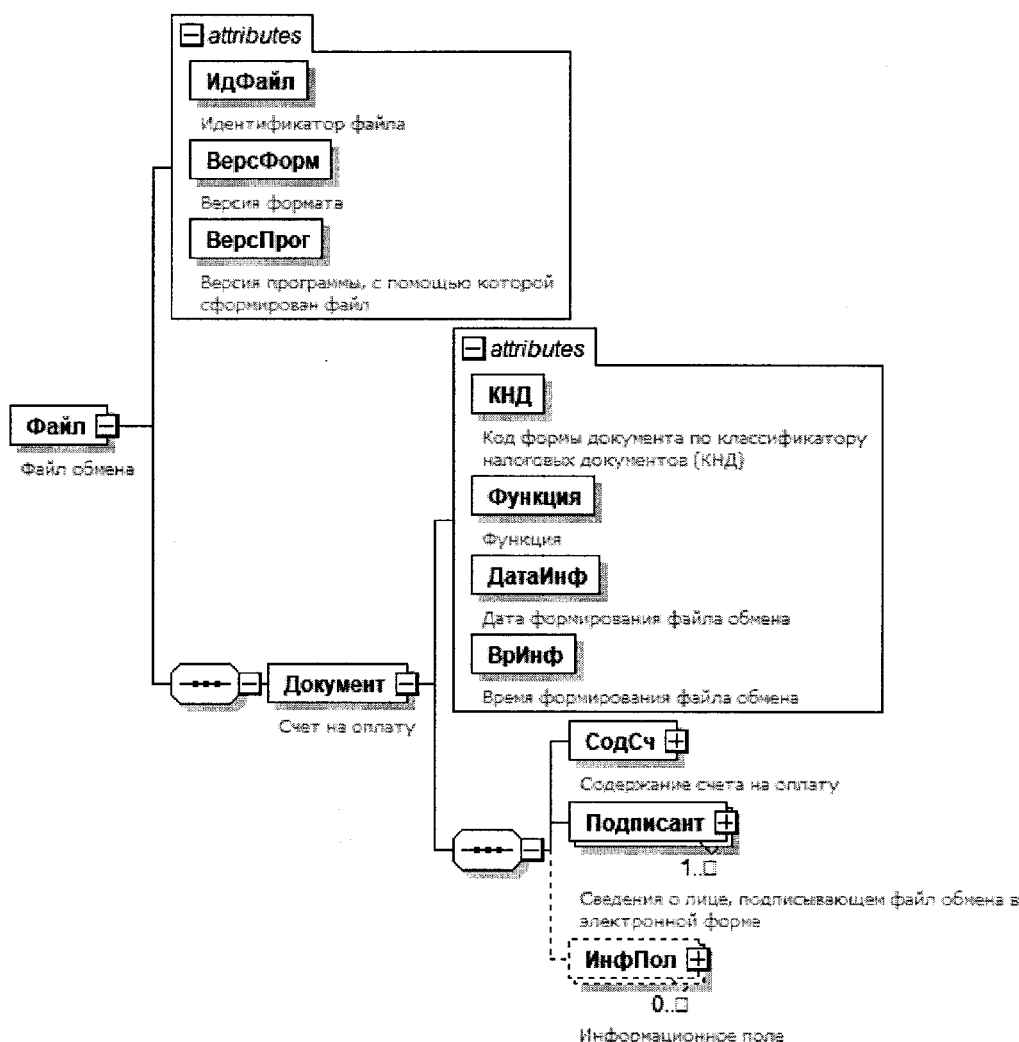 attributes
ИдФайл
Идентификатор файла
ВерсФорм
Версия формата
ВерсПрог
Версия программы, с помощью которой
сформирован файл
Файл
Файл обмена
attributes
КНД
Код формы документа по классификатору
налоговых документов (КНД)
Функция
Функция
ДатаИнф
Дата формирования файла обмена
ВрИнф
Время формирования файла обмена
Документ
Счет на оплату
СодСч
Содержание счета на оплату
Подписант
1..□
Сведения о лице, подписывающем файл обмена в
электронной форме
ИнфПол
0..□
Информационное поле